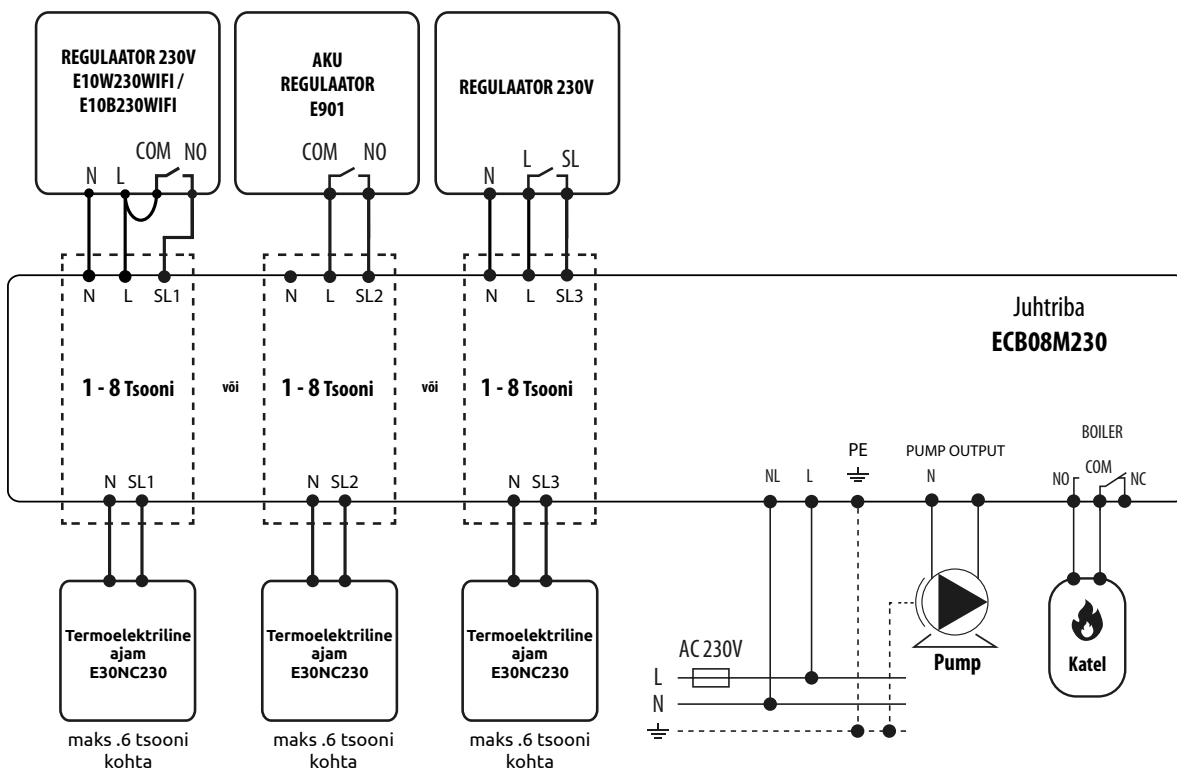 REGULAATOR 230V
E10W230WIFI /
E10B230WIFI
COM NO
N L
AKU
REGULAATOR
E901
COM NO
REGULAATOR 230V
L SL
N
N L SL1
N L SL2
N L SL3
1 - 8 Tsooni
või
1 - 8 Tsooni
või
1 - 8 Tsooni
Juhtriba
ECB08M230
N SL1
N SL2
N SL3
NL
L
PE
PUMP OUTPUT
N
BOILER
NO
COM
NC
Termoelektriline
ajam
E30NC230
maks .6 tsooni
kohta
Termoelektriline
ajam
E30NC230
maks .6 tsooni
kohta
Termoelektriline
ajam
E30NC230
maks .6 tsooni
kohta
AC 230V
L
N
Pump
Katel